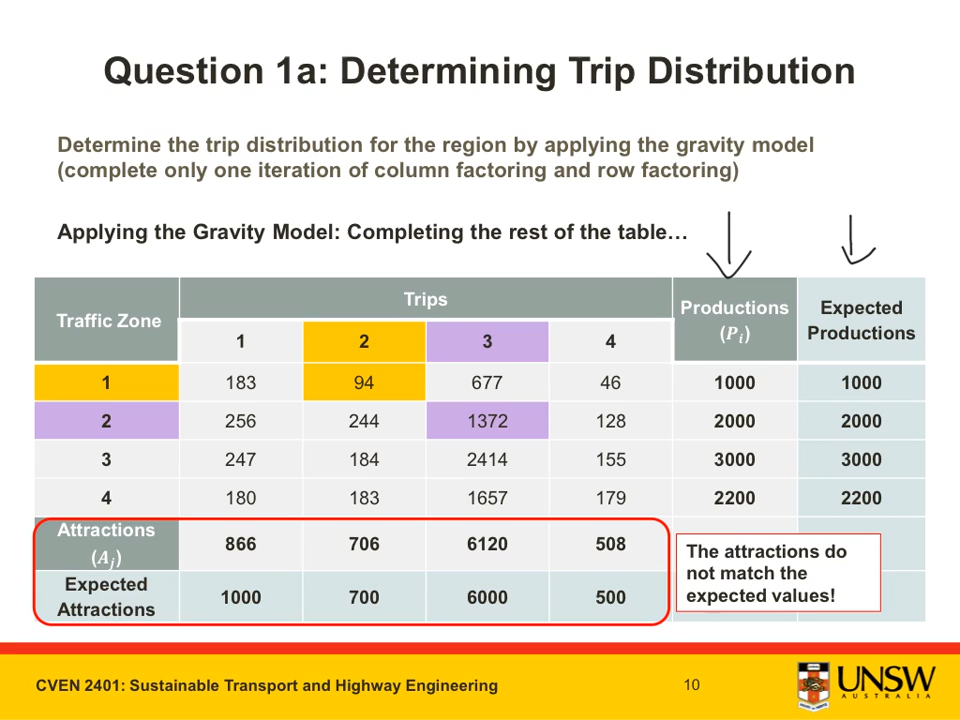 Question 1a: Determining Trip Distribution
Determine the trip distribution for the region by applying the gravity model
(complete only one iteration of column factoring and row factoring)
Applying the Gravity Model: Completing the rest of the table…
Traffic Zone Trips Productions (𝑷𝒊) Expected Productions
1 2 3 4
1 183 94 677 46 1000 1000
2 256 244 1372 128 2000 2000
3 247 184 2414 155 3000 3000
4 180 183 1657 179 2200 2200
Attractions (𝑨𝒋) 866 706 6120 508
Expected Attractions 1000 700 6000 500
The attractions do
not match the
expected values!
CVEN 2401: Sustainable Transport and Highway Engineering
10
UNSW
AUSTRALIA